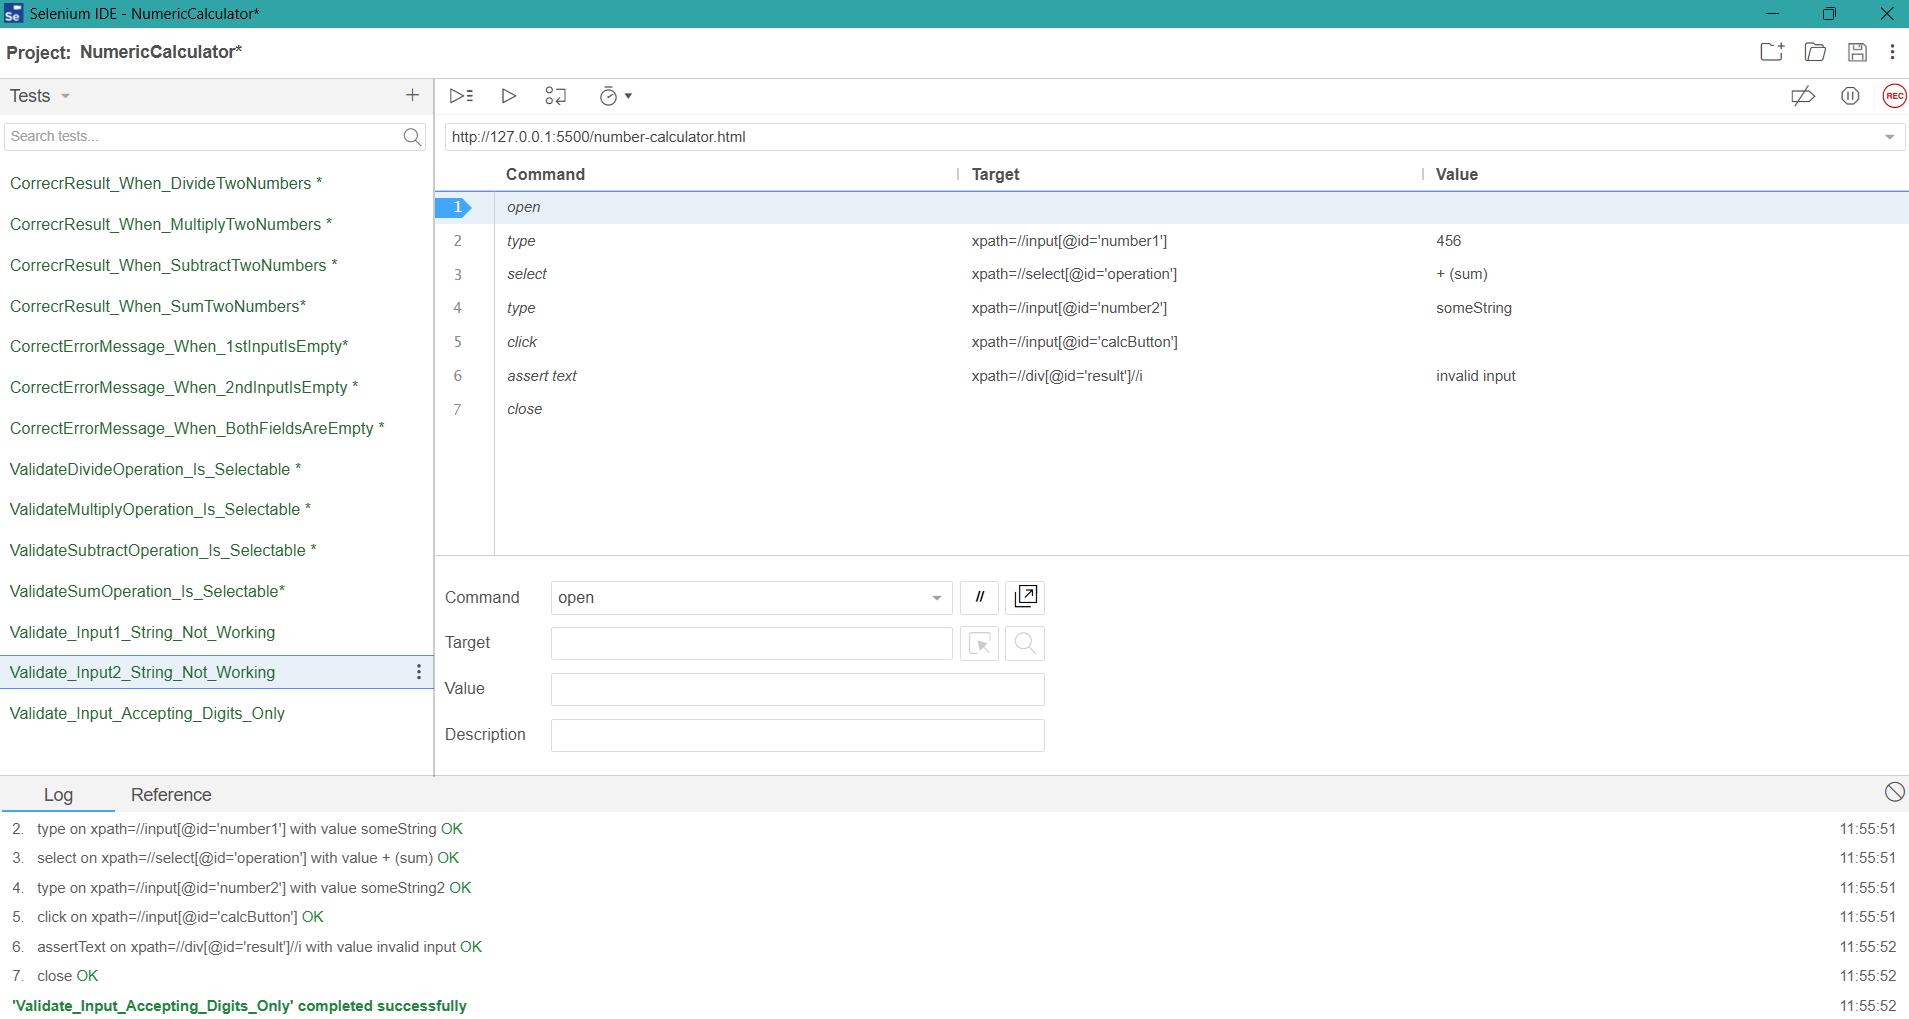 Se Selenium IDE - NumericCalculator*
Project: NumericCalculator*
Tests
Search tests...
CorrecrResult_When_DivideTwoNumbers *
CorrecrResult_When_MultiplyTwoNumbers *
CorrecrResult_When_SubtractTwoNumbers *
CorrecrResult_When_SumTwoNumbers*
CorrectErrorMessage_When_1stInputIsEmpty*
CorrectErrorMessage_When_2ndInputIsEmpty *
CorrectErrorMessage_When_BothFieldsAreEmpty *
ValidateDivideOperation_Is_Selectable *
ValidateMultiplyOperation_Is_Selectable *
ValidateSubtractOperation_Is_Selectable *
ValidateSumOperation_Is_Selectable*
Validate_Input1_String_Not_Working
Validate_Input2_String_Not_Working
Validate_Input_Accepting_Digits_Only
REC
http://127.0.0.1:5500/number-calculator.html
Command Target Value
1 open
2 type xpath=//input[@id='number1'] 456
3 select xpath=//select[@id='operation'] + (sum)
4 type xpath=//input[@id='number2'] someString
5 click xpath=//input[@id='calcButton']
6 assert text xpath=//div[@id='result']//i invalid input
7 close
Command open //
Target
Value
Description
Log Reference
2. type on xpath=//input[@id='number1'] with value someString OK 11:55:51
3. select on xpath=//select[@id='operation'] with value + (sum) OK 11:55:51
4. type on xpath=//input[@id='number2'] with value someString2 OK 11:55:51
5. click on xpath=//input[@id='calcButton'] OK 11:55:51
6. assertText on xpath=//div[@id='result']//i with value invalid input OK 11:55:52
7. close OK 11:55:52
'Validate_Input_Accepting_Digits_Only' completed successfully 11:55:52